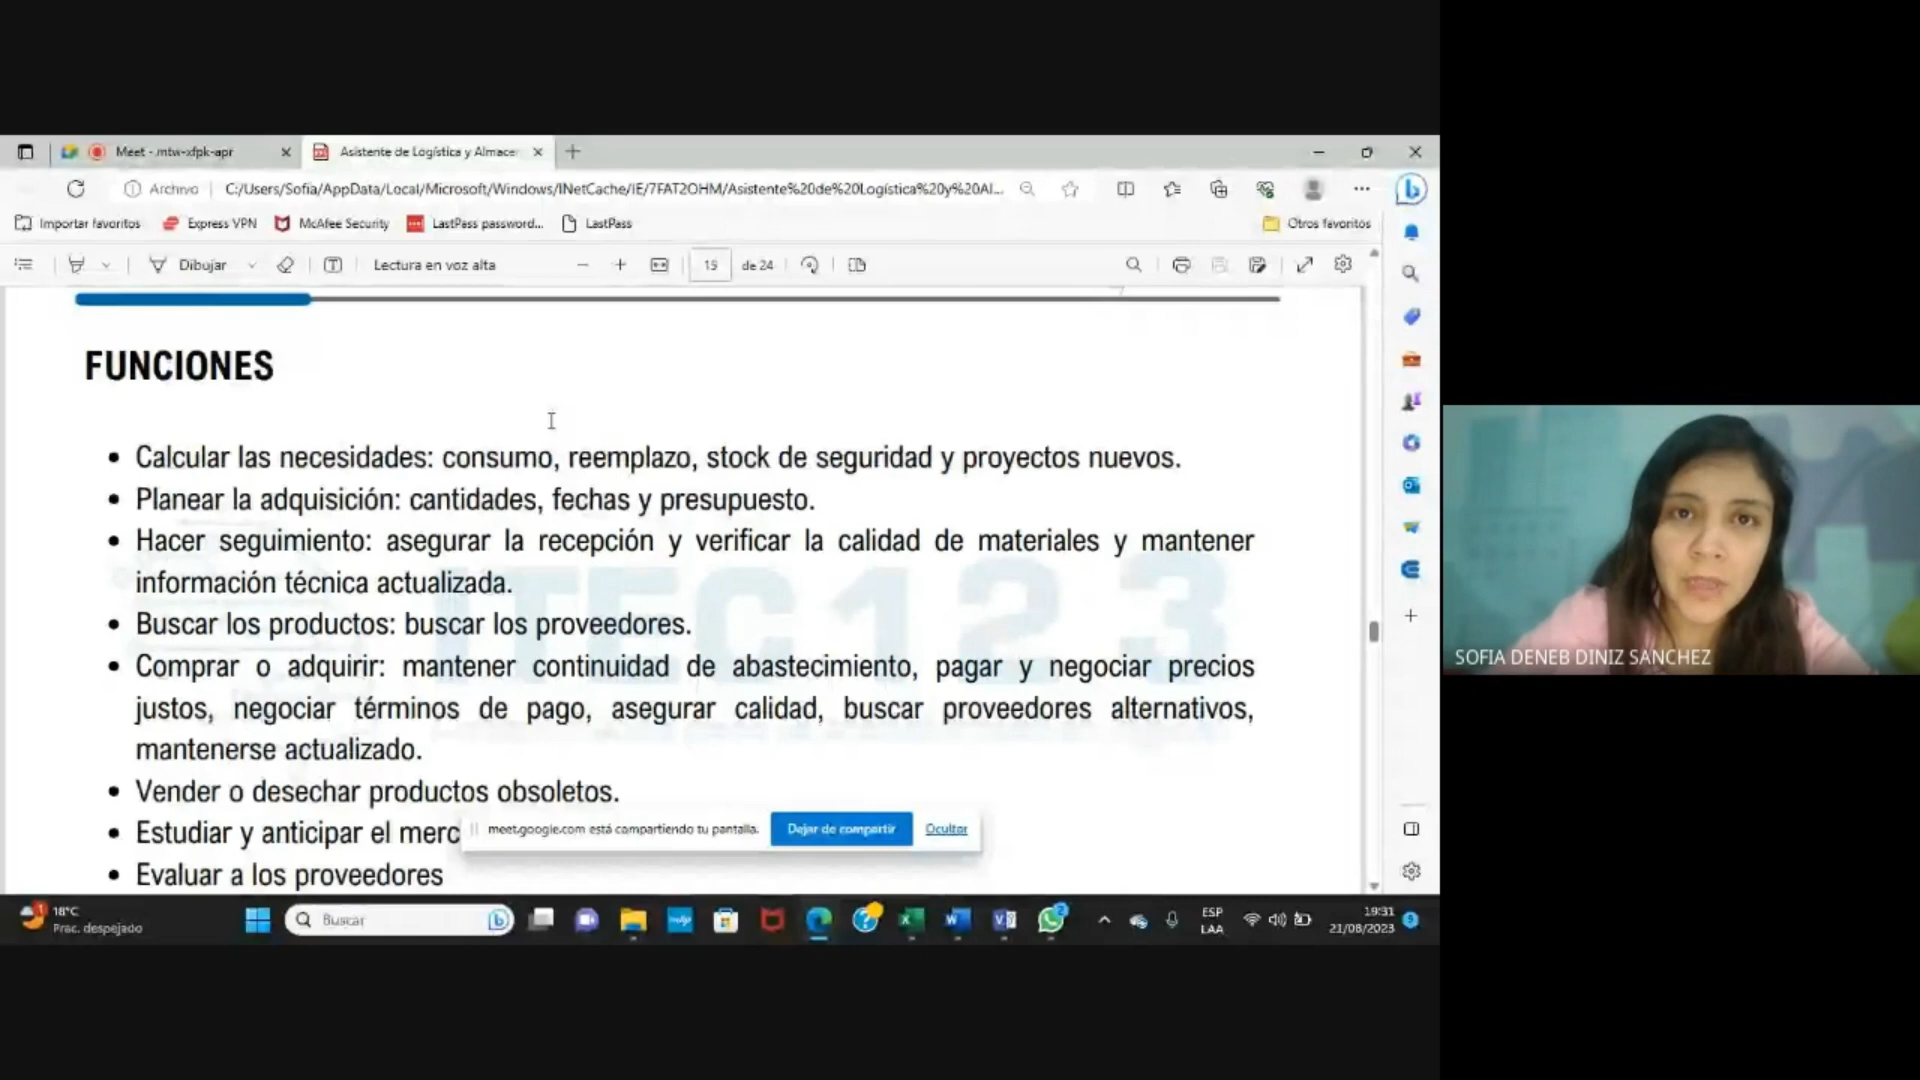 Meet - mtw-xfpk-apr
Asistente de Logística y Almace
Archivo
C:/Users/Sofia/AppData/Local/Microsoft/Windows/INetCache/IE/7FAT2OHM/Asistente%20de%20Logística%20y%20Al...
Importar favoritos
Express VPN
McAfee Security
LastPass password...
LastPass
Otros favoritos
Dibujar
Lectura en voz alta
15
de 24
FUNCIONES
• Calcular las necesidades: consumo, reemplazo, stock de seguridad y proyectos nuevos.
• Planear la adquisición: cantidades, fechas y presupuesto.
• Hacer seguimiento: asegurar la recepción y verificar la calidad de materiales y mantener
información técnica actualizada.
• Buscar los productos: buscar los proveedores.
• Comprar o adquirir: mantener continuidad de abastecimiento, pagar y negociar precios
justos, negociar términos de pago, asegurar calidad, buscar proveedores alternativos,
mantenerse actualizado.
• Vender o desechar productos obsoletos.
• Estudiar y anticipar el merc
• Evaluar a los proveedores
ITEC 1 2 3
meet.google.com está compartiendo tu pantalla.
Dejar de compartir
Ocultar
SOFIA DENEB DINIZ SANCHEZ
18°C
Prac. despejado
Buscar
ESP
LAA
19:31
21/08/2023